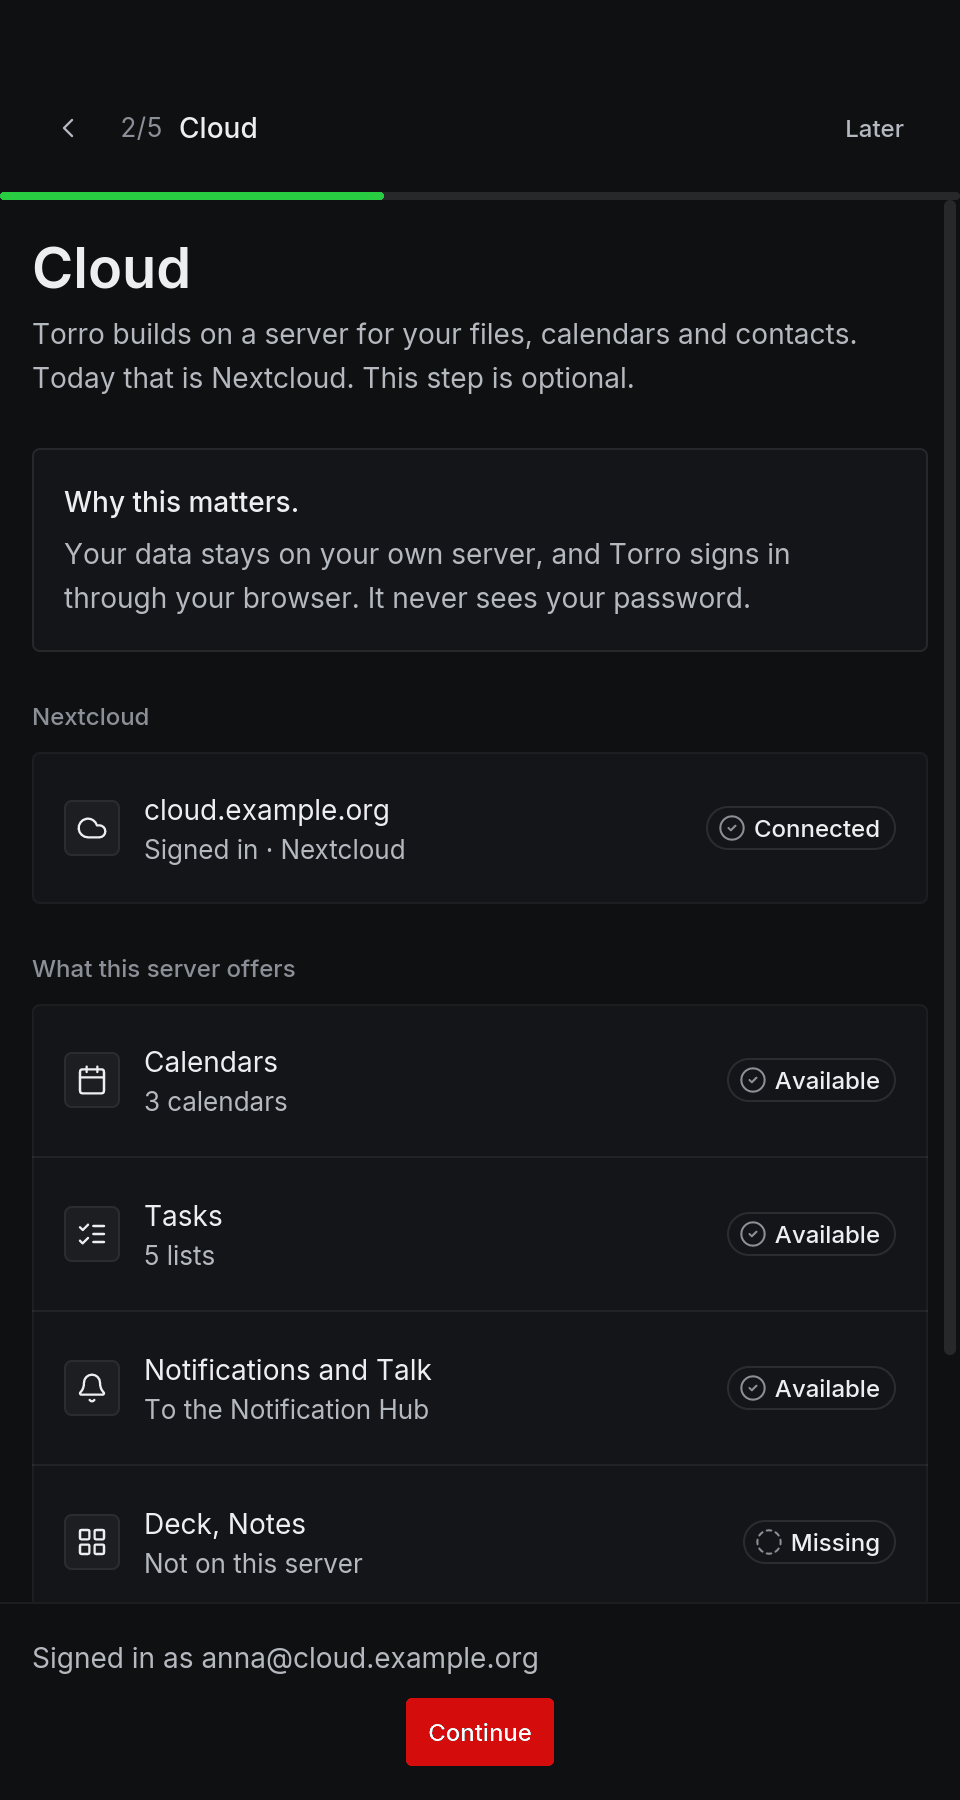 2/5 Cloud
Later
Cloud
Torro builds on a server for your files, calendars and contacts.
Today that is Nextcloud. This step is optional.
Why this matters.
Your data stays on your own server, and Torro signs in
through your browser. It never sees your password.
Nextcloud
cloud.example.org
Signed in · Nextcloud
Connected
What this server offers
Calendars
3 calendars
Available
Tasks
5 lists
Available
Notifications and Talk
To the Notification Hub
Available
Deck, Notes
Not on this server
Missing
Signed in as anna@cloud.example.org
Continue